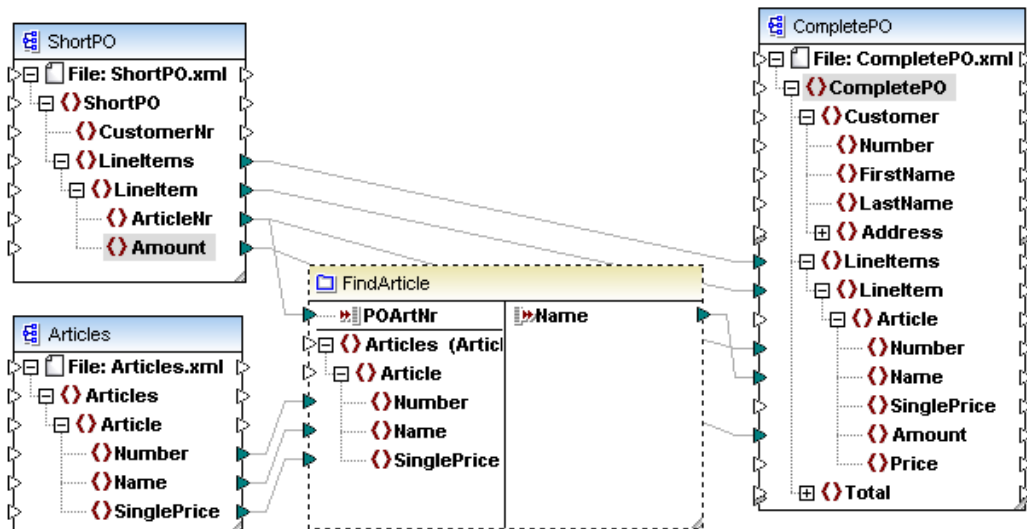 ShortPO
File: ShortPO.xml
ShortPO
CustomerNr
LineItems
LineItem
ArticleNr
Amount
Articles
File: Articles.xml
Articles
Article
Number
Name
SinglePrice
FindArticle
POArtNr
Name
Articles (Articl
Article
Number
Name
SinglePrice
CompletePO
File: CompletePO.xml
CompletePO
Customer
Number
FirstName
LastName
Address
LineItems
LineItem
Article
Number
Name
SinglePrice
Amount
Price
Total